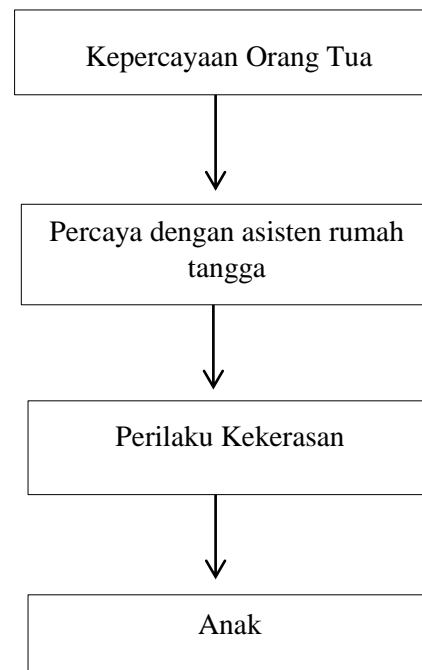 Kepercayaan Orang Tua
Percaya dengan asisten rumah
tangga
Perilaku Kekerasan
Anak